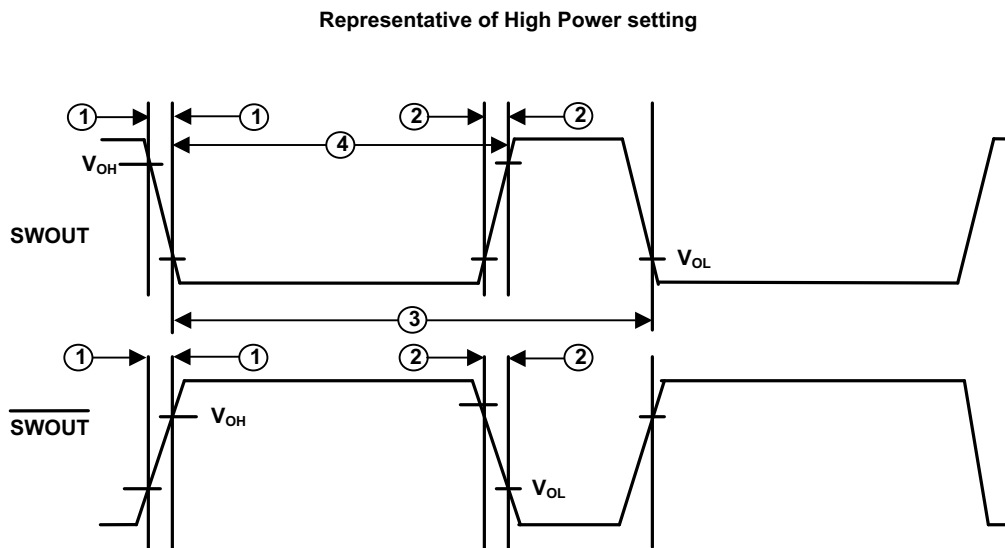 Representative of High Power setting
1 1 2 2
4
VOH
SWOUT
VOL
3
1 1 2 2
SWOUT
VOH
VOL